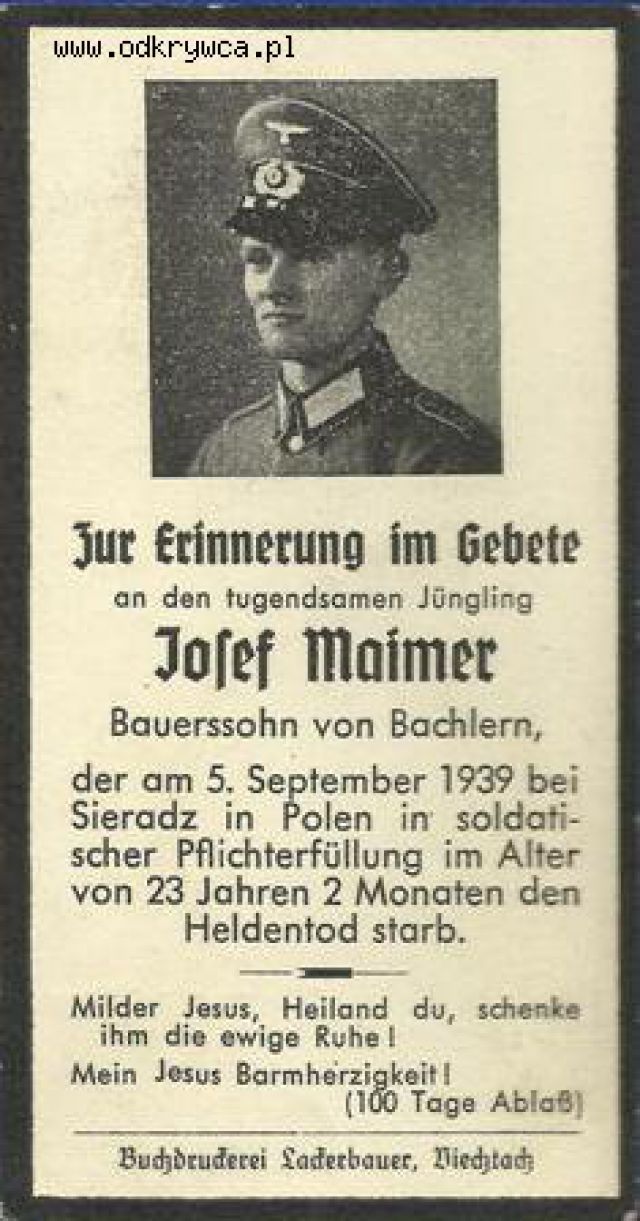 www.odkrywca.pl
Zur Erinnerung im Gebete
an den tugendsamen Jüngling
Josef Maimer
Bauerssohn von Bachlern,
der am 5. September 1939 bei
Sieradz in Polen in soldati-
scher Pflichterfüllung im Alter
von 23 Jahren 2 Monaten den
Heldentod starb.
Milder Jesus, Heiland du, schenke
ihm die ewige Ruhe!
Mein Jesus Barmherzigkeit!
(100 Tage Ablaß)
Buchdruckerei Lackerbauer, Viechtach